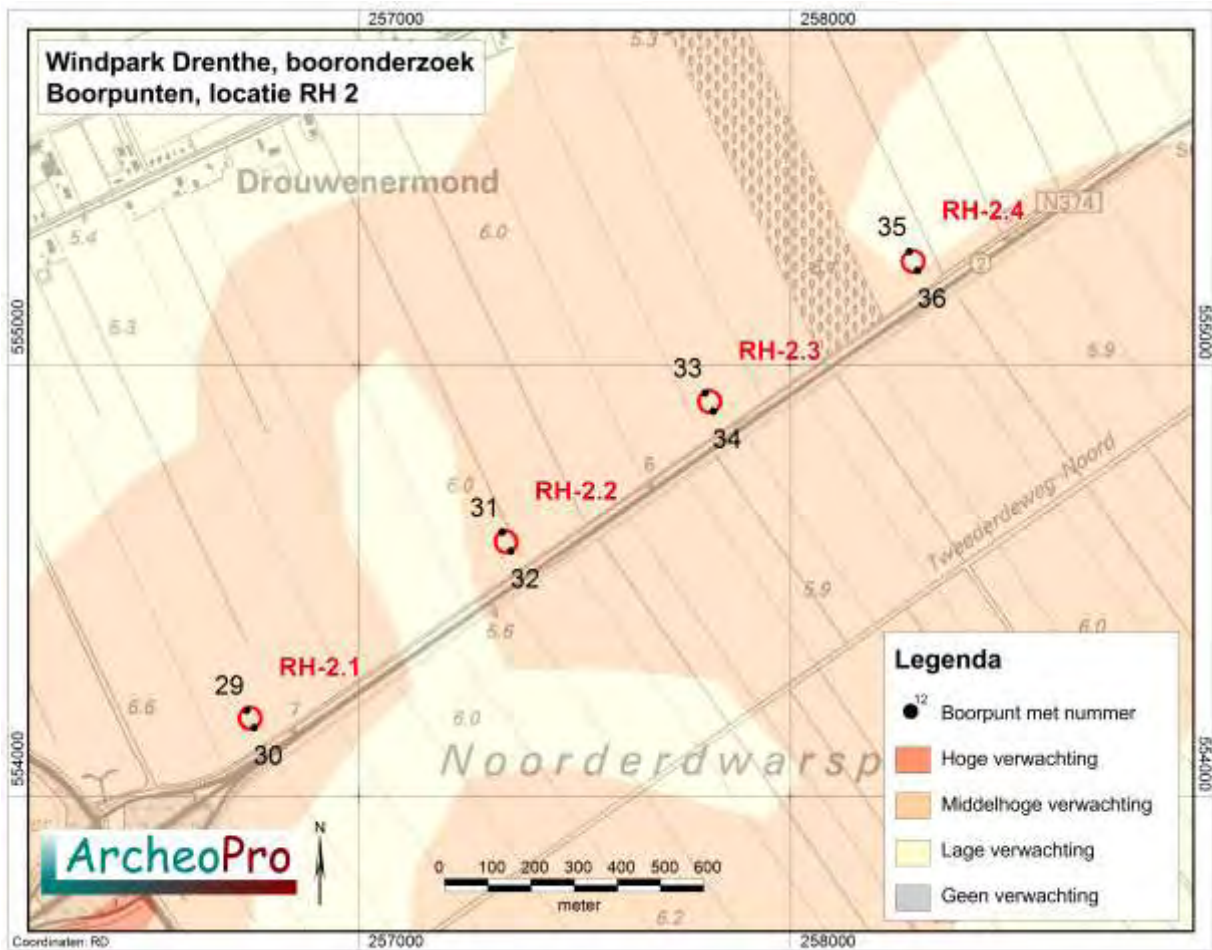 257000
258000
Windpark Drenthe, booronderzoek
Boorpunten, locatie RH 2
5.3
Drouwenermond
5.4
6.0
5.3
35
RH-2.4
N374
2
36
555000
555000
5.9
RH-2.3
33
34
6
6.0
RH-2.2
31
32
Tweederdeweg Noord
5.9
5.6
6.0
RH-2.1
29
30
7
6.6
6.0
Noorderdwarsp
554000
554000
Legenda
12
Boorpunt met nummer
Hoge verwachting
Middelhoge verwachting
Lage verwachting
Geen verwachting
ArcheoPro
N
0 100 200 300 400 500 600
meter
6.2
Coordinaten: RD
257000
258000